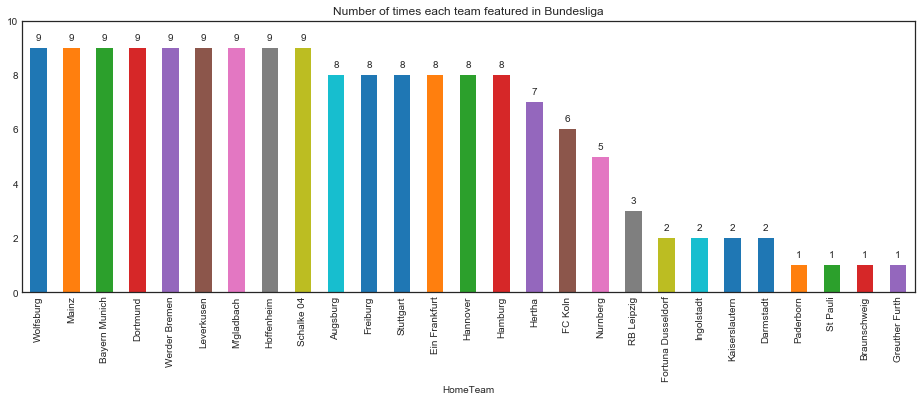 Number of times each team featured in Bundesliga
10
8
6
4
2
0
9 9 9 9 9 9 9 9 9 8 8 8 8 8 8 7 6 5 3 2 2 2 2 1 1 1 1
Wolfsburg
Mainz
Bayern Munich
Dortmund
Werder Bremen
Leverkusen
M'gladbach
Hoffenheim
Schalke 04
Augsburg
Freiburg
Stuttgart
Ein Frankfurt
Hannover
Hamburg
Hertha
FC Koln
Nurnberg
RB Leipzig
Fortuna Dusseldorf
Ingolstadt
Kaiserslautern
Darmstadt
Paderborn
St Pauli
Braunschweig
Greuther Furth
HomeTeam